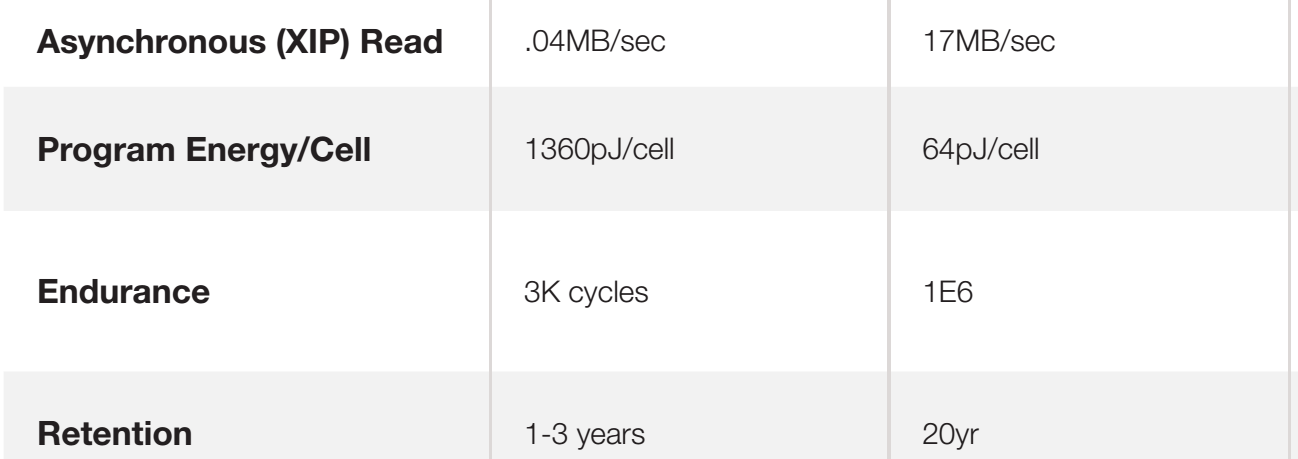 Asynchronous (XIP) Read .04MB/sec 17MB/sec
Program Energy/Cell 1360pJ/cell 64pJ/cell
Endurance 3K cycles 1E6
Retention 1-3 years 20yr